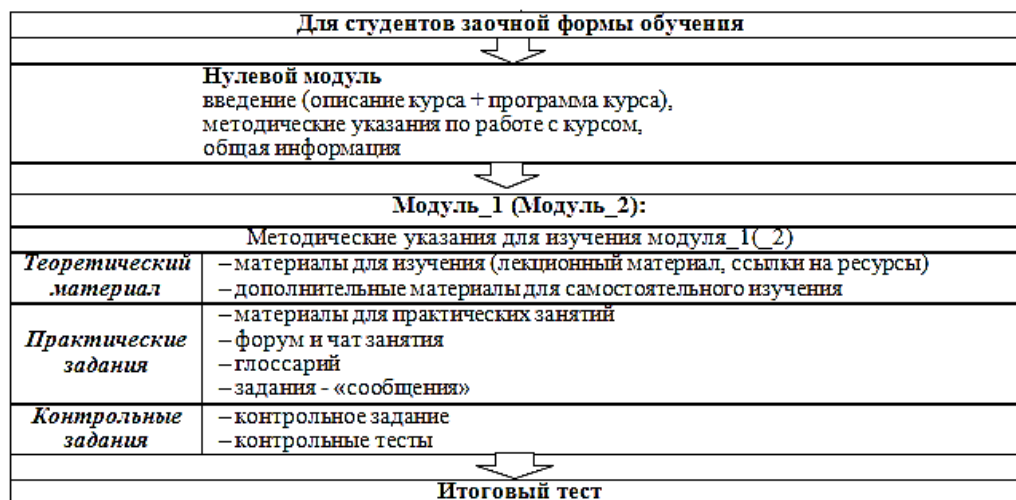 Для студентов заочной формы обучения
Нулевой модуль
введение (описание курса + программа курса),
методические указания по работе с курсом,
общая информация
Модуль_1 (Модуль_2):
Методические указания для изучения модуля_1(_2)
Теоретический
материал
– материалы для изучения (лекционный материал, ссылки на ресурсы)
– дополнительные материалы для самостоятельного изучения
Практические
задания
– материалы для практических занятий
– форум и чат занятия
– глоссарий
– задания - «сообщения»
Контрольные
задания
– контрольное задание
– контрольные тесты
Итоговый тест